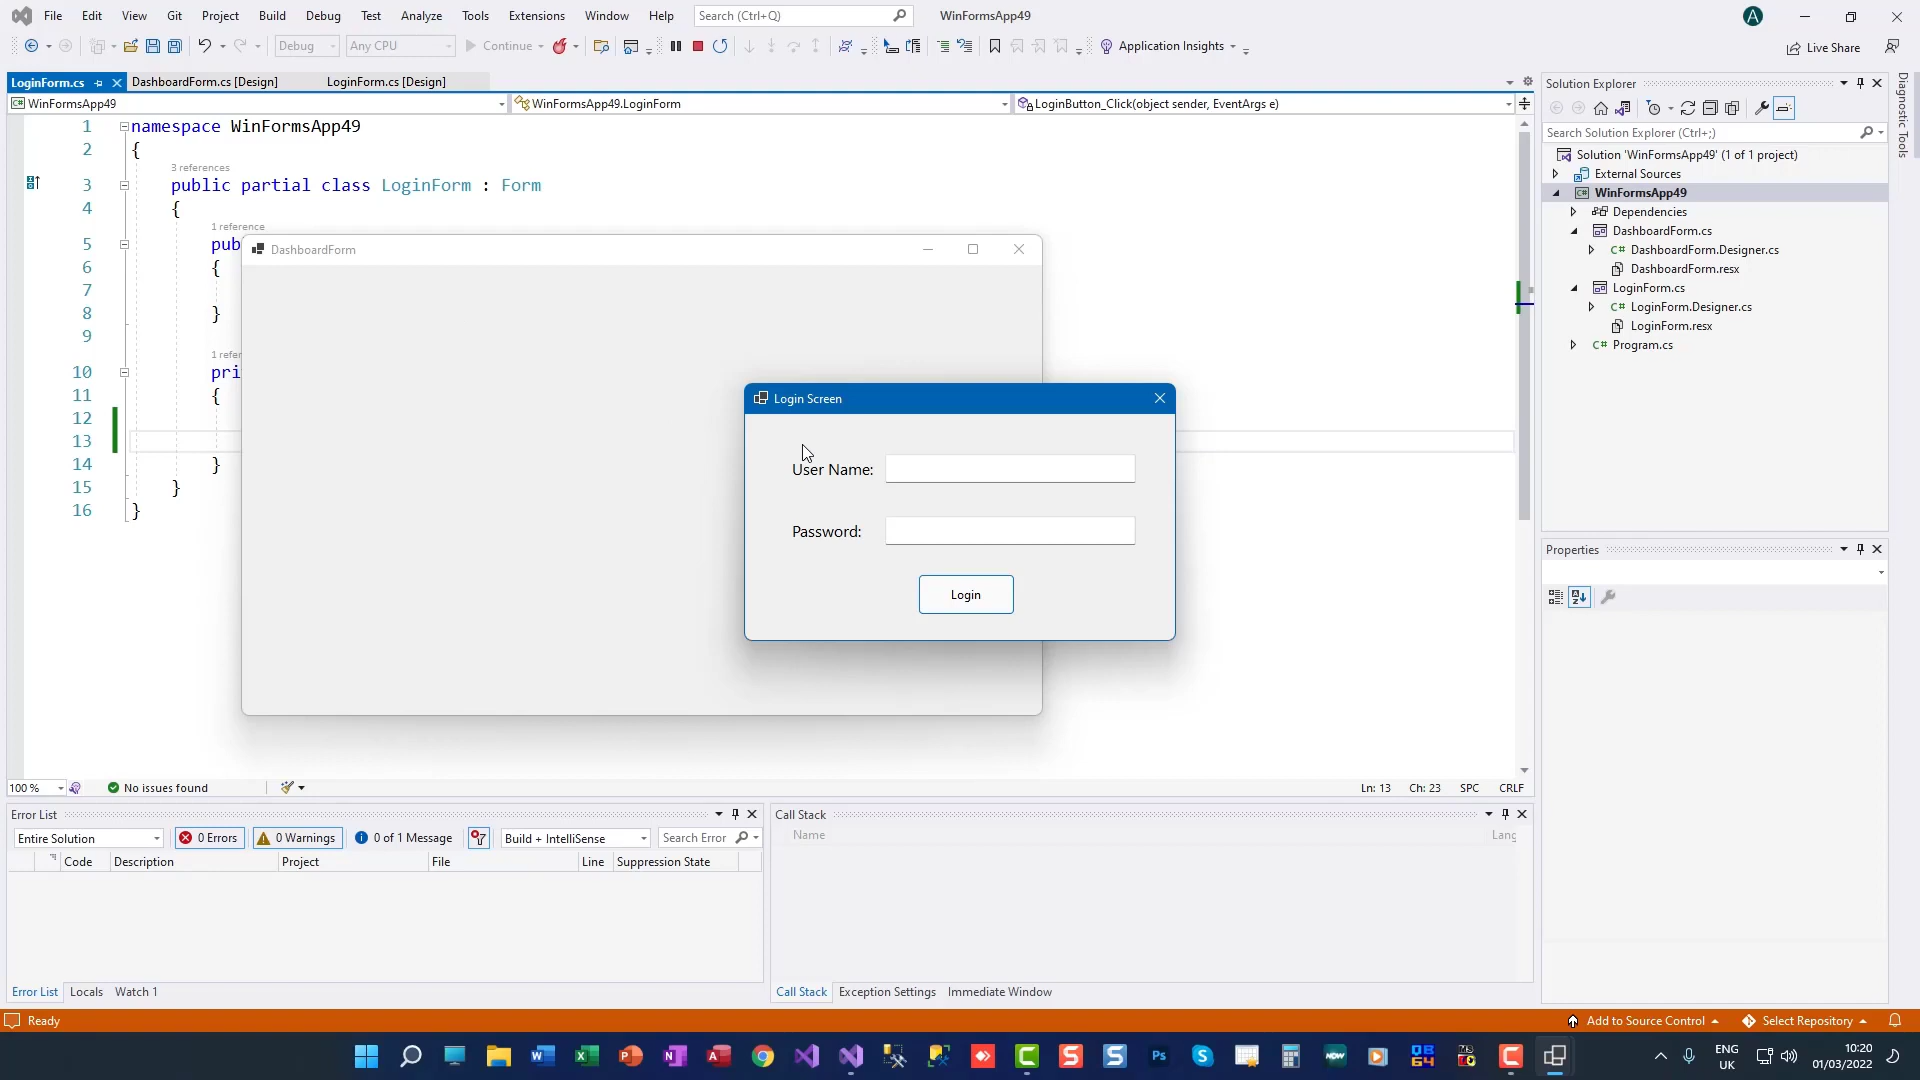 File Edit View Git Project Build Debug Test Analyze Tools Extensions Window Help Search (Ctrl+Q) WinFormsApp49 A
Debug Any CPU Continue Application Insights Live Share
LoginForm.cs DashboardForm.cs [Design] LoginForm.cs [Design]
WinFormsApp49 WinFormsApp49.LoginForm LoginButton_Click(object sender, EventArgs e)
1 namespace WinFormsApp49
2 {
3 references
3 public partial class LoginForm : Form
4 {
1 reference
5 pub
6 {
7
8 }
9
1 refer
10 pri
11 {
12
13
14 }
15 }
16 }
DashboardForm
Login Screen
User Name:
Password:
Login
100 % No issues found Ln: 13 Ch: 23 SPC CRLF
Error List
Entire Solution 0 Errors 0 Warnings 0 of 1 Message Build + IntelliSense Search Error
Code Description Project File Line Suppression State
Error List Locals Watch 1
Call Stack
Name Lang
Call Stack Exception Settings Immediate Window
Solution Explorer
Search Solution Explorer (Ctrl+;)
Solution 'WinFormsApp49' (1 of 1 project)
External Sources
C# WinFormsApp49
Dependencies
DashboardForm.cs
C# DashboardForm.Designer.cs
DashboardForm.resx
LoginForm.cs
C# LoginForm.Designer.cs
LoginForm.resx
C# Program.cs
Properties
Diagnostic Tools
Ready Add to Source Control Select Repository
ENG
UK
10:20
01/03/2022